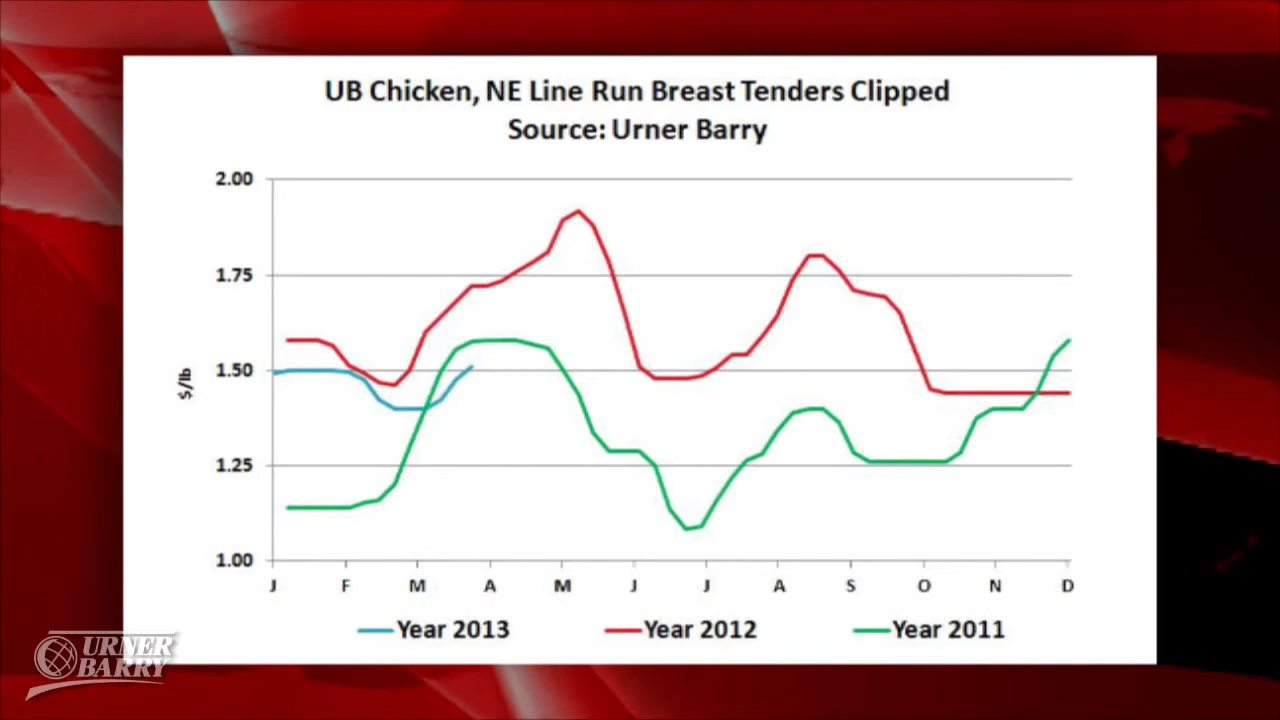 UB Chicken, NE Line Run Breast Tenders Clipped
Source: Urner Barry
2.00
1.75
1.50
1.25
1.00
$/lb
J F M A M J J A S O N D
Year 2013 Year 2012 Year 2011
URNER
BARRY